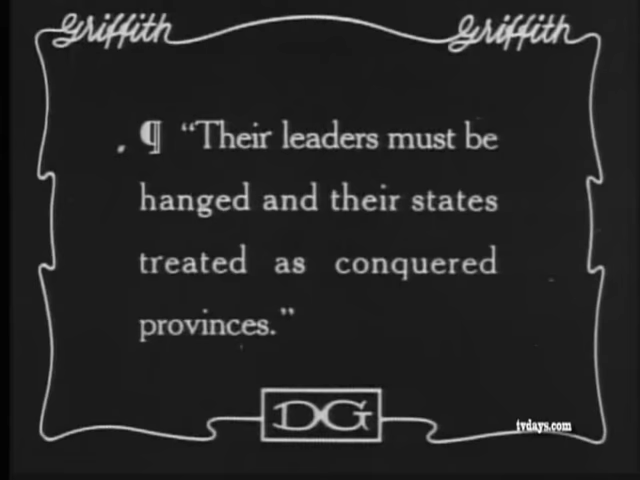 Griffith Griffith
. ¶ “Their leaders must be
hanged and their states
treated as conquered
provinces.”
DG
tvdays.com